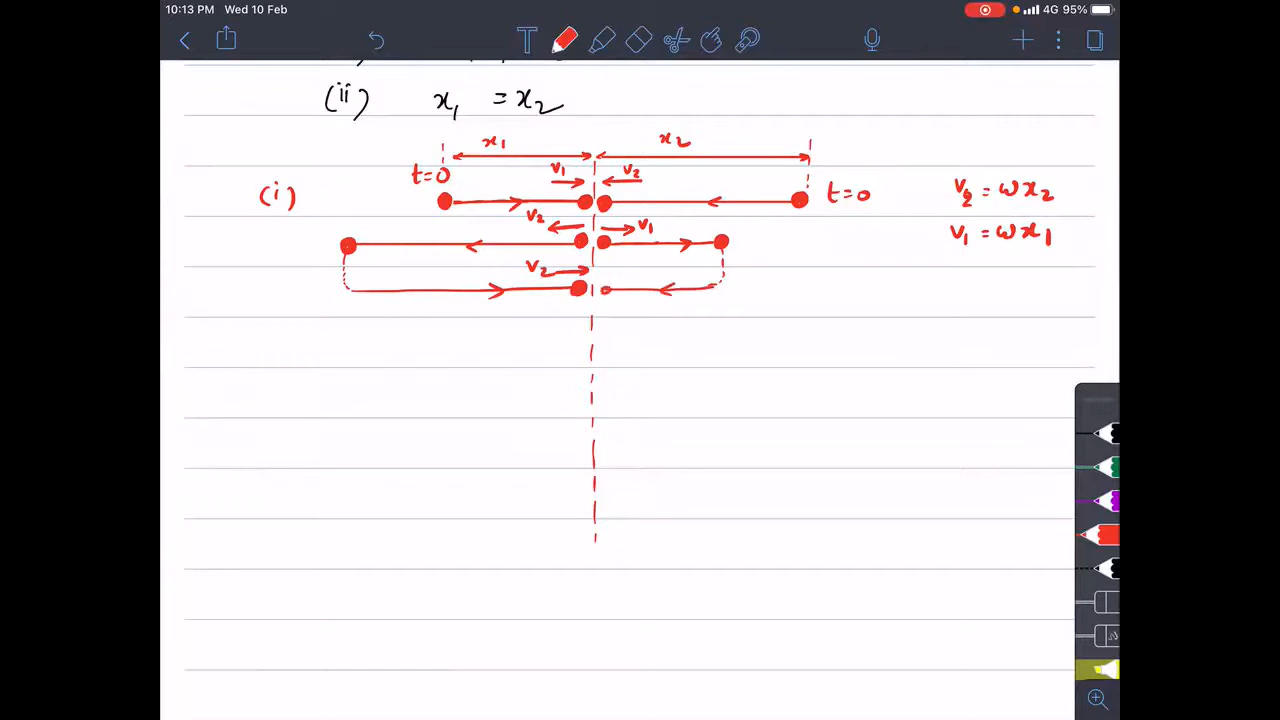 10:13 PM Wed 10 Feb 4G 95%
(ii) x₁ = x₂
x₁ x₂
t=0 v₁ v₂
(i) t=0 v₂ = ωx₂
v₂ v₁ v₁ = ωx₁
v₂